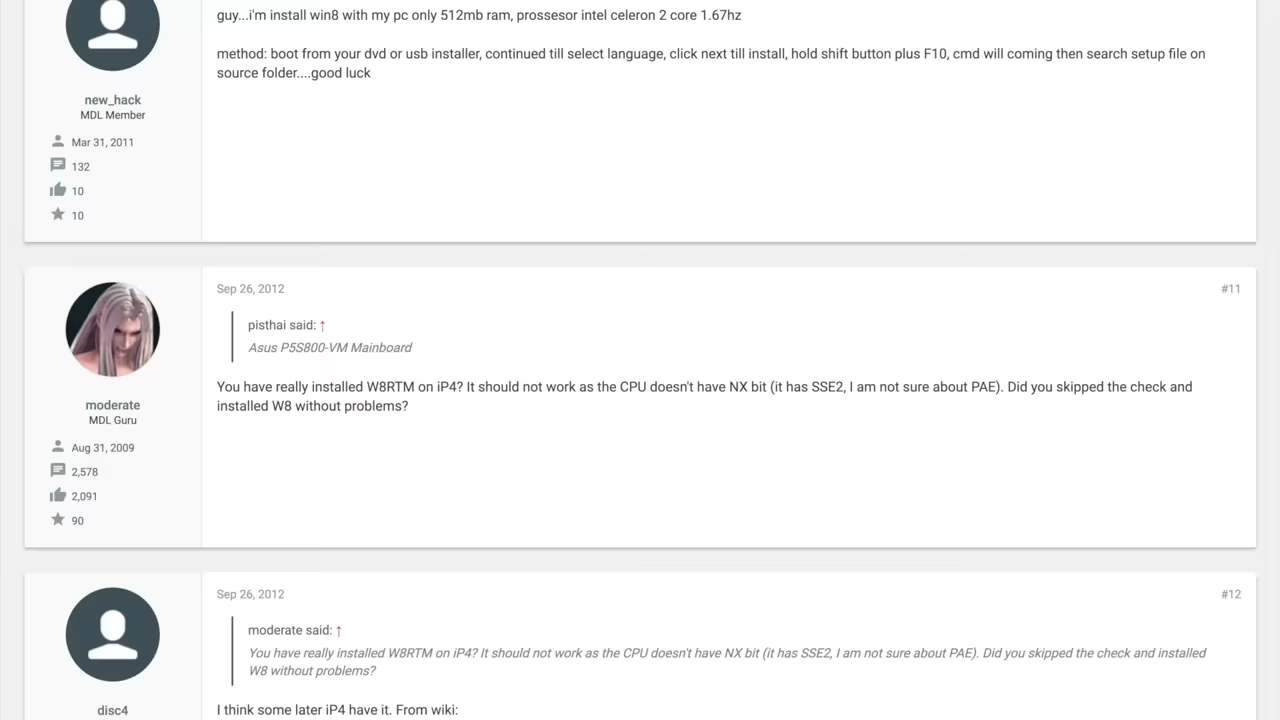 guy...i'm install win8 with my pc only 512mb ram, prossesor intel celeron 2 core 1.67hz
method: boot from your dvd or usb installer, continued till select language, click next till install, hold shift button plus F10, cmd will coming then search setup file on
source folder....good luck
new_hack
MDL Member
Mar 31, 2011
132
10
10
Sep 26, 2012
#11
pisthai said: ↑
Asus P5S800-VM Mainboard
You have really installed W8RTM on iP4? It should not work as the CPU doesn't have NX bit (it has SSE2, I am not sure about PAE). Did you skipped the check and
installed W8 without problems?
moderate
MDL Guru
Aug 31, 2009
2,578
2,091
90
Sep 26, 2012
#12
moderate said: ↑
You have really installed W8RTM on iP4? It should not work as the CPU doesn't have NX bit (it has SSE2, I am not sure about PAE). Did you skipped the check and installed
W8 without problems?
disc4
I think some later iP4 have it. From wiki: